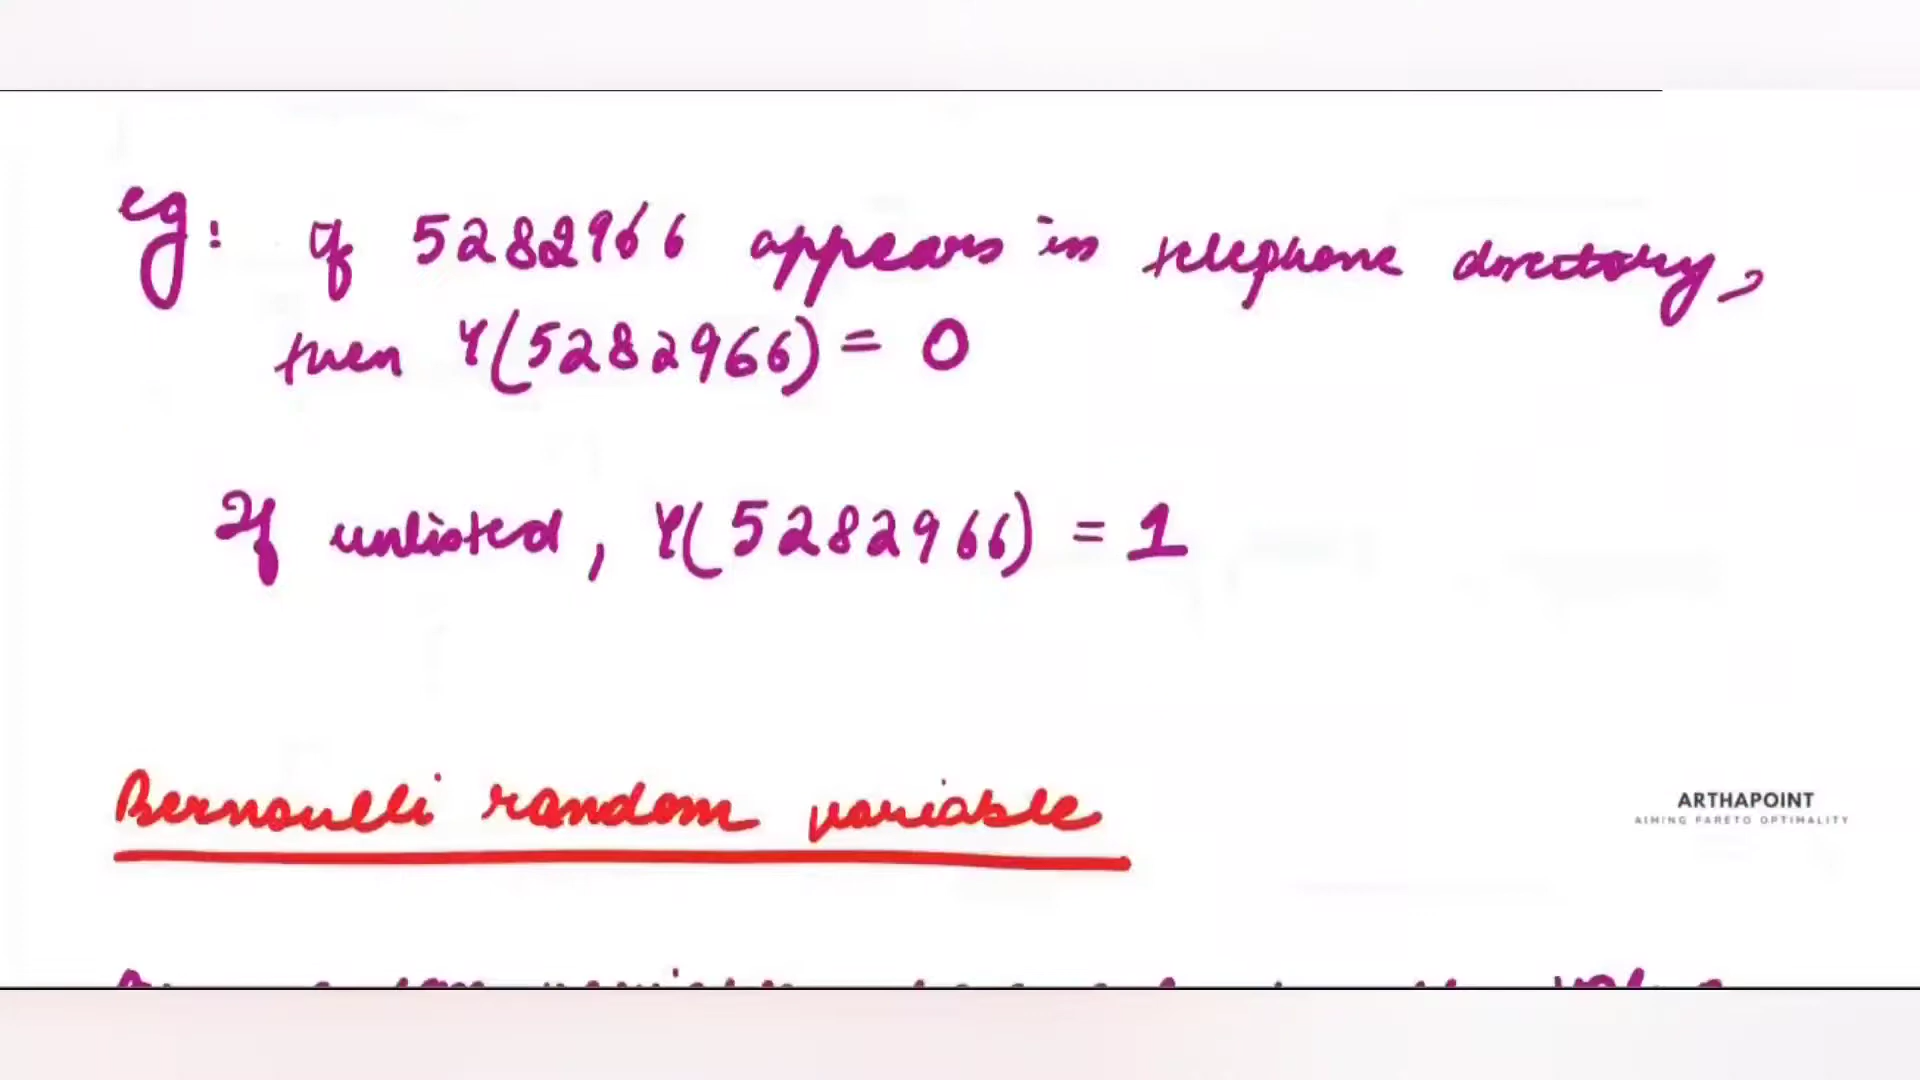 eg: If 5282966 appears in telephone directory,
then Y(5282966) = 0
If unlisted, Y(5282966) = 1
Bernoulli random variable
ARTHAPOINT
AIMING PARETO OPTIMALITY